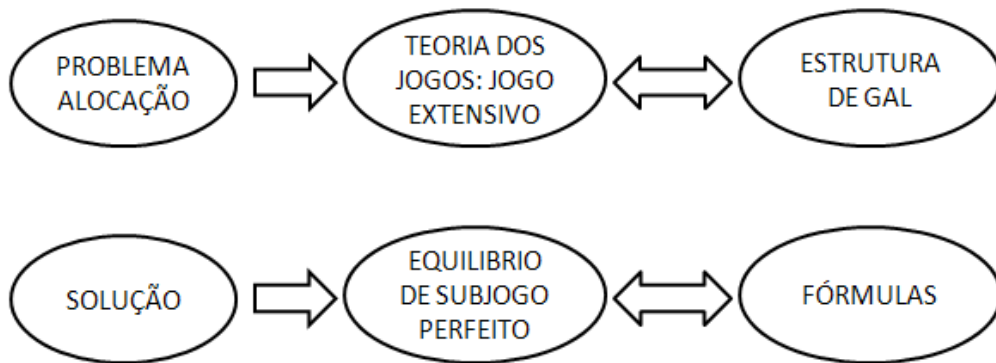 PROBLEMA
ALOCAÇÃO
TEORIA DOS
JOGOS: JOGO
EXTENSIVO
ESTRUTURA
DE GAL
SOLUÇÃO
EQUILIBRIO
DE SUBJOGO
PERFEITO
FÓRMULAS